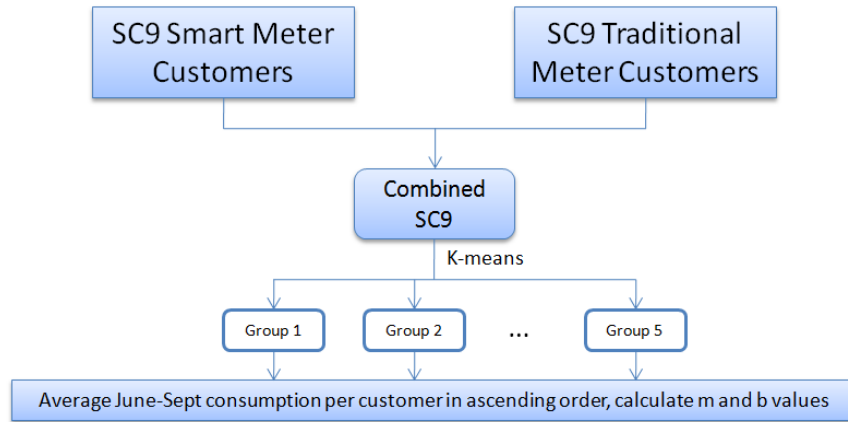 SC9 Smart Meter
Customers
SC9 Traditional
Meter Customers
Combined
SC9
K-means
Group 1
Group 2
...
Group 5
Average June-Sept consumption per customer in ascending order, calculate m and b values